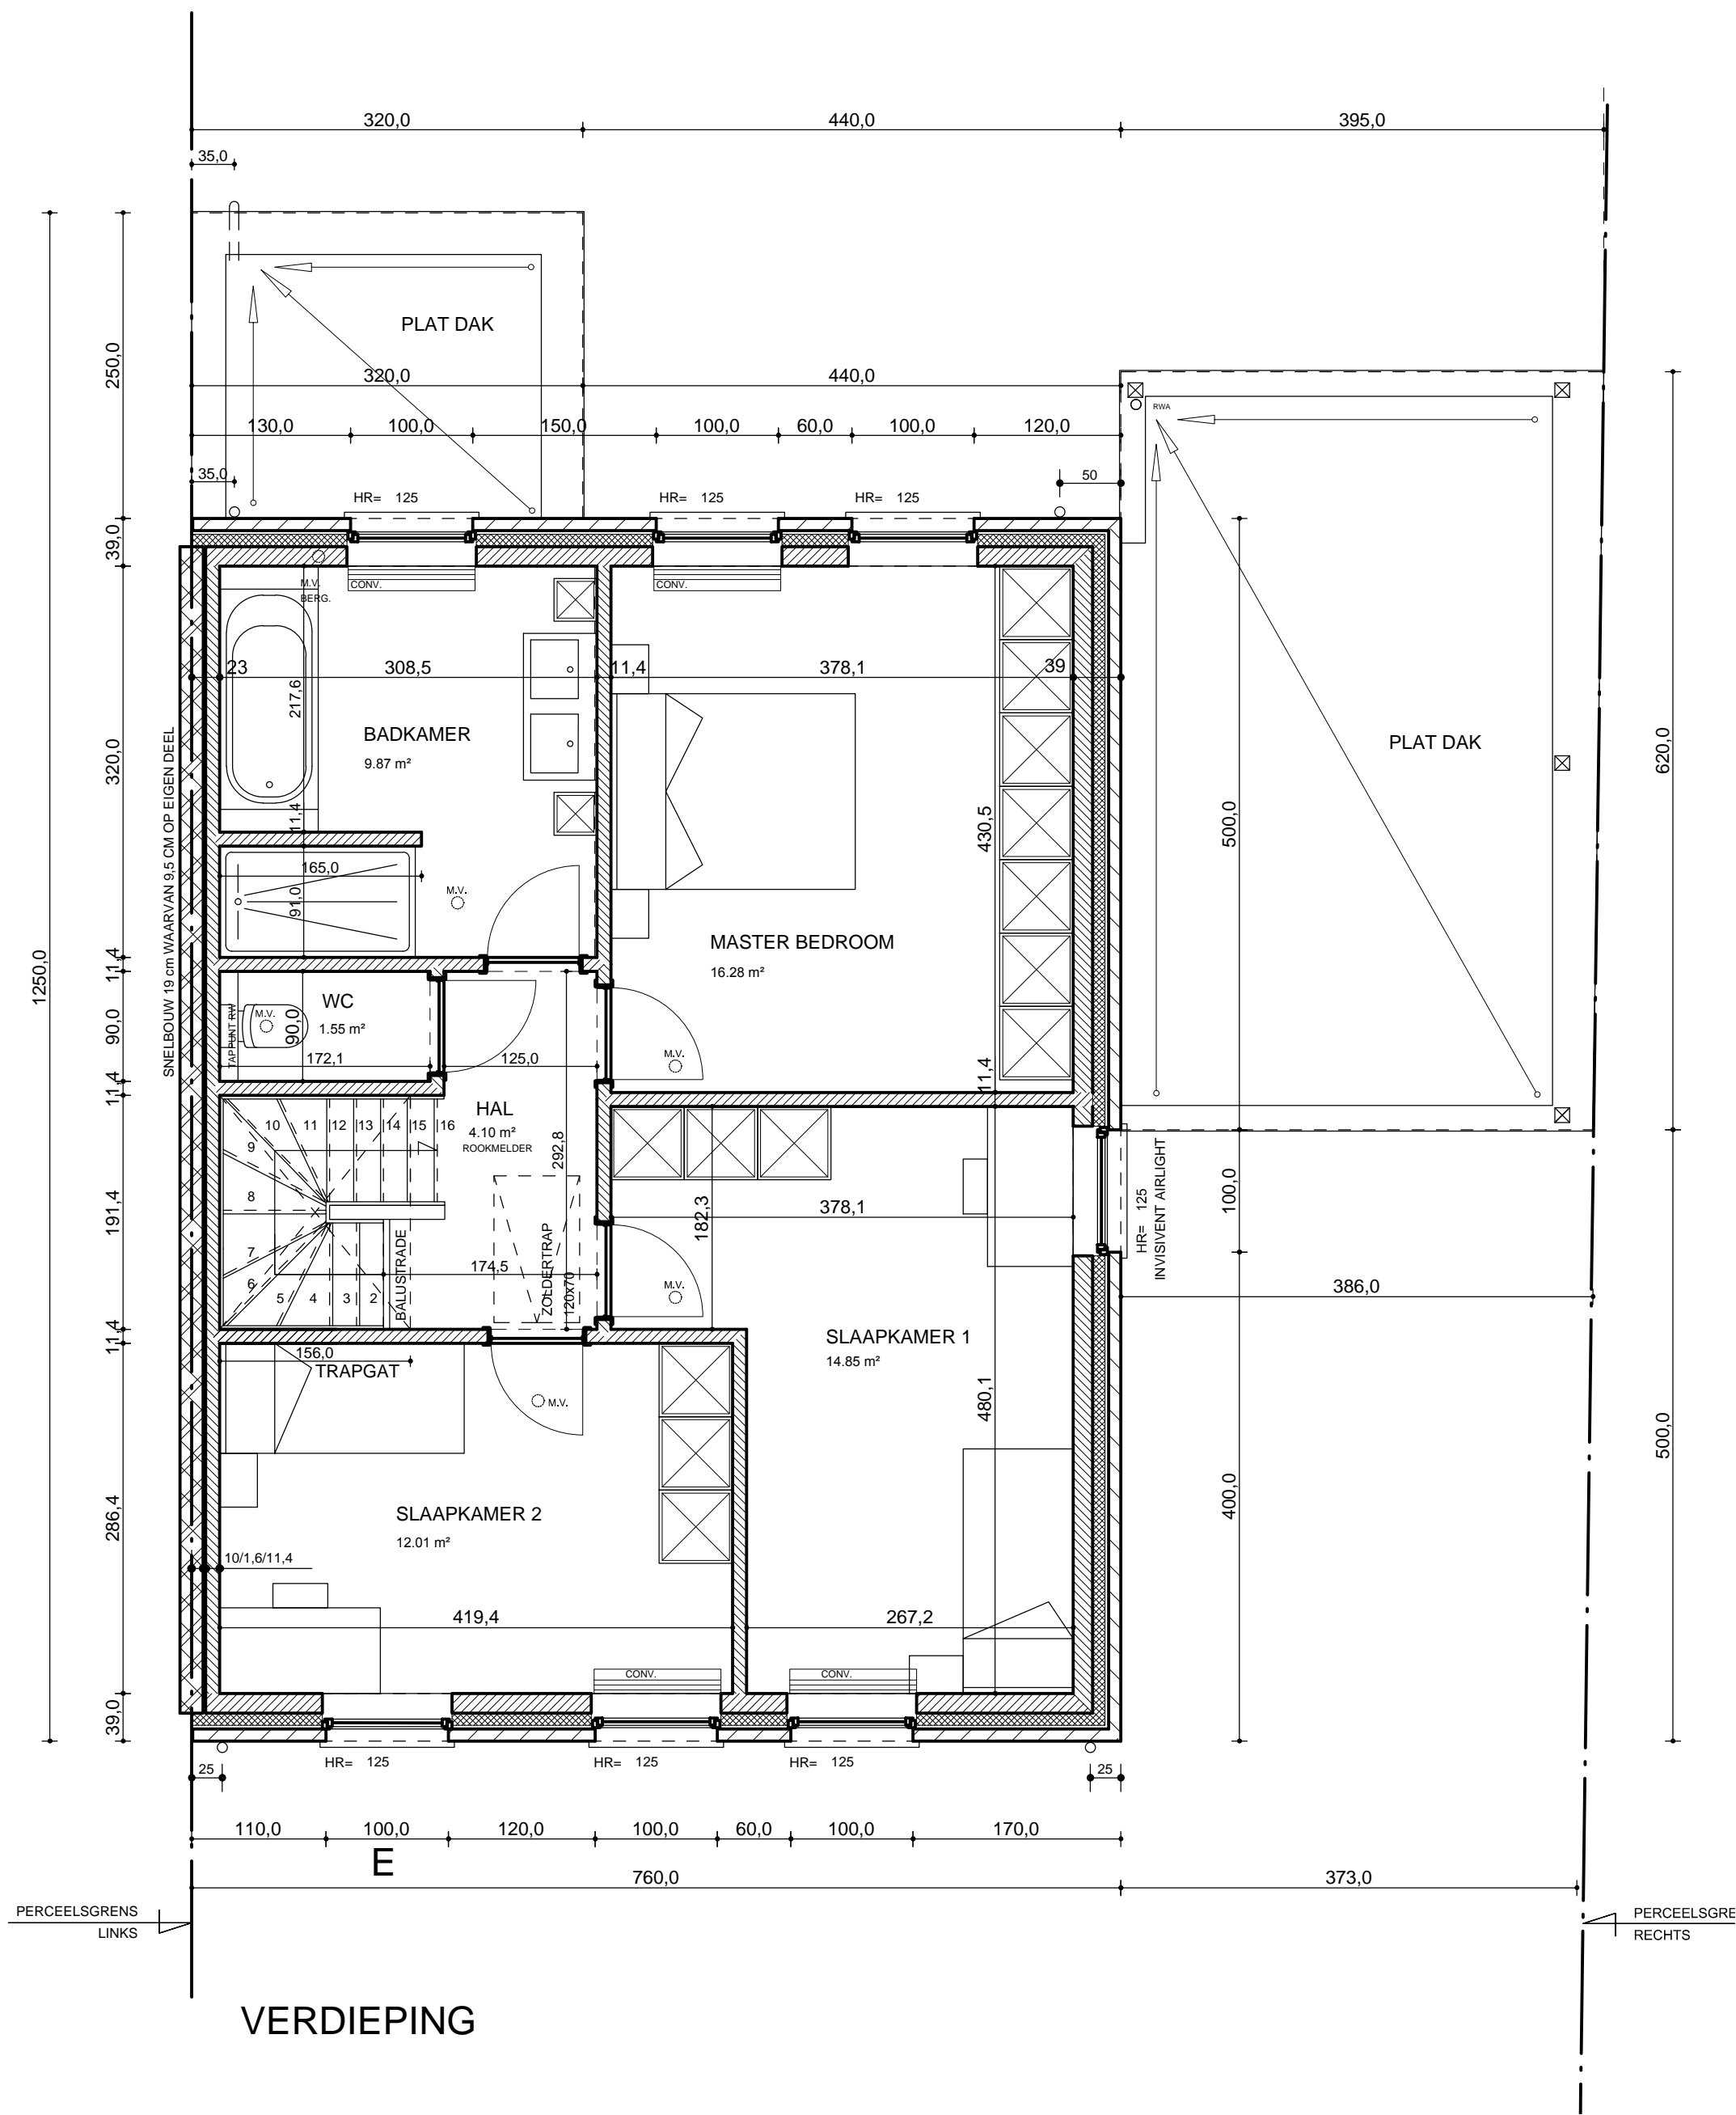 320,0
440,0
395,0
35,0
PLAT DAK
250,0
320,0
440,0
130,0
100,0
150,0
100,0
60,0
100,0
120,0
35,0
50
RWA
HR= 125
HR= 125
HR= 125
39,0
M.V.
BERG.
CONV.
CONV.
23
308,5
11,4
378,1
39
217,6
BADKAMER
9.87 m²
PLAT DAK
320,0
620,0
SNELBOUW 19 cm WAARVAN 9,5 CM OP EIGEN DEEL
11,4
430,5
500,0
165,0
91,0
M.V.
MASTER BEDROOM
16.28 m²
1250,0
11,4
WC
1.55 m²
M.V.
90,0
90,0
TAPPUNT RW
172,1
125,0
M.V.
11,4
11,4
HAL
4.10 m²
ROOKMELDER
10
11
12
13
14
15
16
9
8
7
6
5
4
3
2
X
292,8
191,4
182,3
378,1
100,0
HR= 125
INVISIVENT AIRLIGHT
BALUSTRADE
174,5
ZOLDERTRAP
120x70
M.V.
386,0
11,4
156,0
TRAPGAT
SLAAPKAMER 1
14.85 m²
M.V.
480,1
500,0
400,0
286,4
SLAAPKAMER 2
12.01 m²
10/1,6/11,4
419,4
267,2
CONV.
CONV.
39,0
HR= 125
HR= 125
HR= 125
25
25
110,0
100,0
120,0
100,0
60,0
100,0
170,0
E
760,0
373,0
PERCEELSGRENS
LINKS
PERCEELSGRE
RECHTS
VERDIEPING